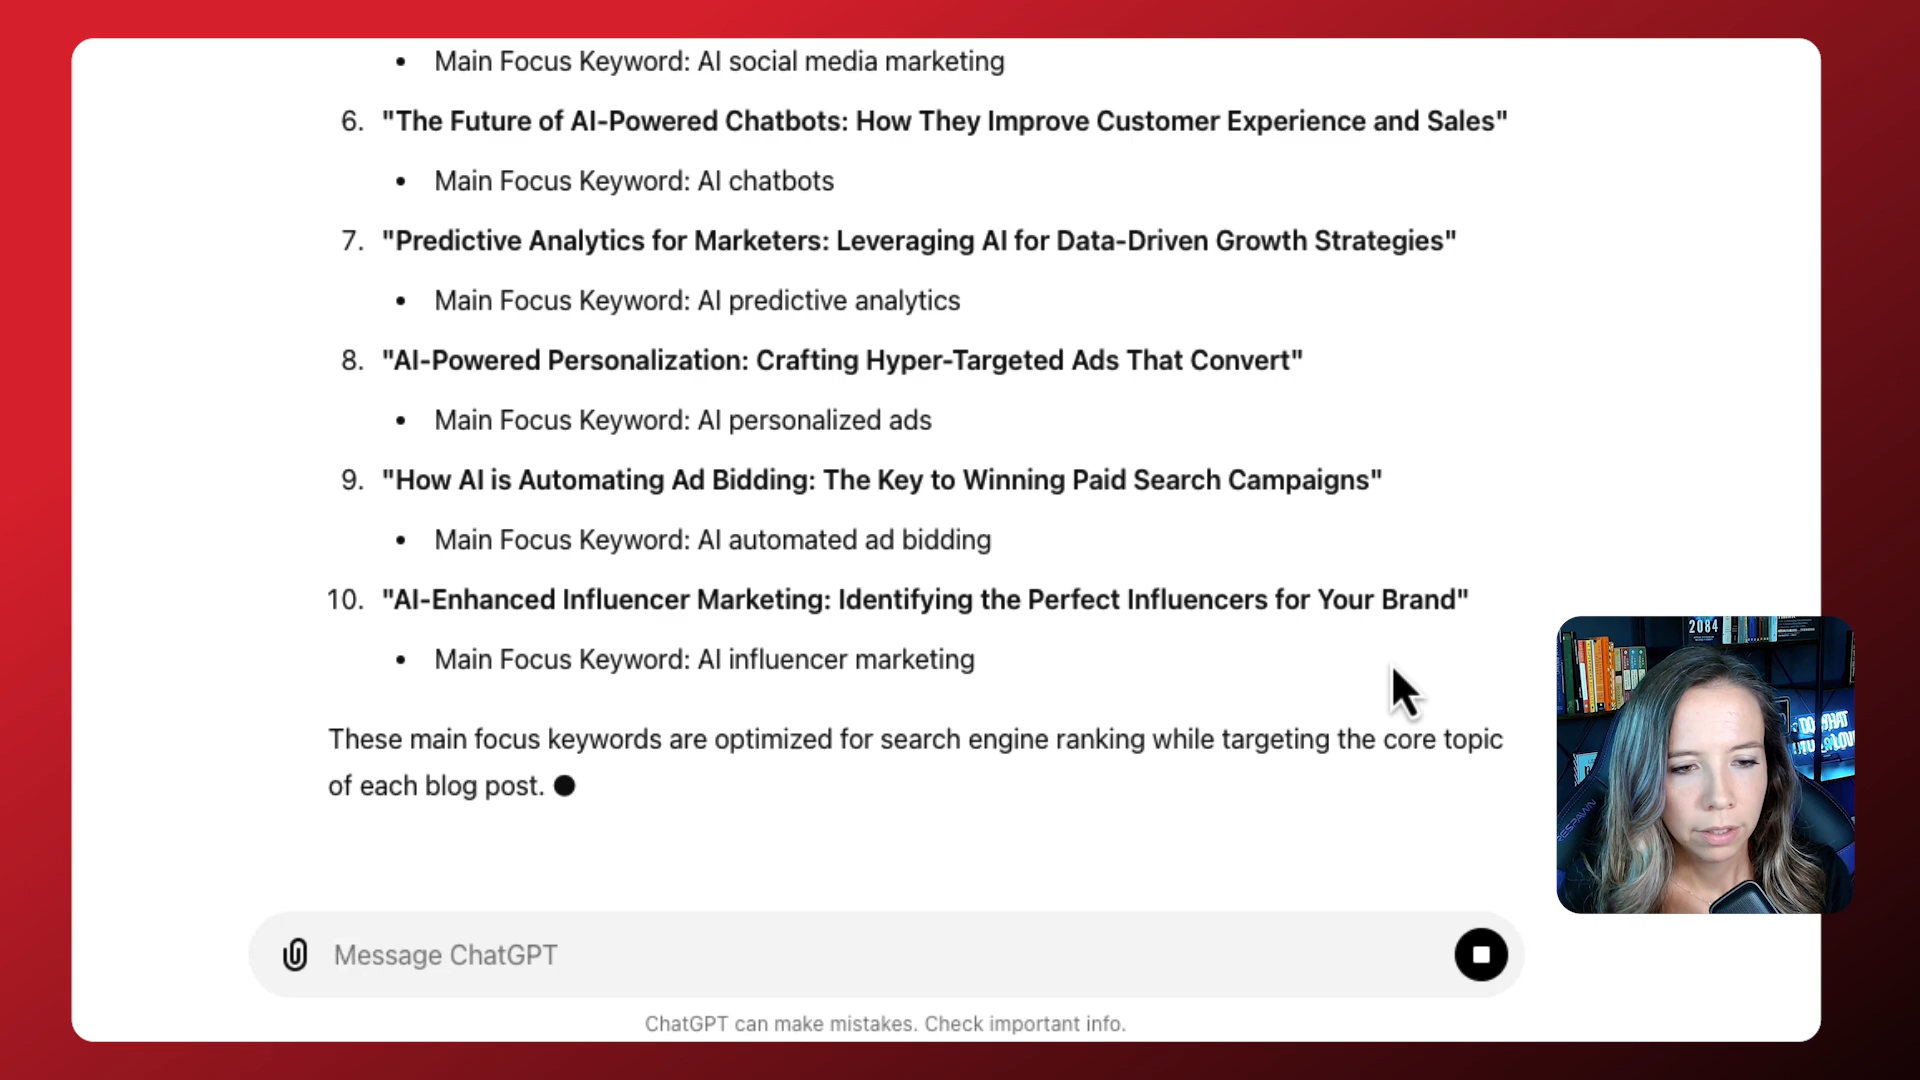 • Main Focus Keyword: AI social media marketing
6. "The Future of AI-Powered Chatbots: How They Improve Customer Experience and Sales"
• Main Focus Keyword: AI chatbots
7. "Predictive Analytics for Marketers: Leveraging AI for Data-Driven Growth Strategies"
• Main Focus Keyword: AI predictive analytics
8. "AI-Powered Personalization: Crafting Hyper-Targeted Ads That Convert"
• Main Focus Keyword: AI personalized ads
9. "How AI is Automating Ad Bidding: The Key to Winning Paid Search Campaigns"
• Main Focus Keyword: AI automated ad bidding
10. "AI-Enhanced Influencer Marketing: Identifying the Perfect Influencers for Your Brand"
• Main Focus Keyword: AI influencer marketing
These main focus keywords are optimized for search engine ranking while targeting the core topic
of each blog post.
Message ChatGPT
ChatGPT can make mistakes. Check important info.
2084
RESPAWN